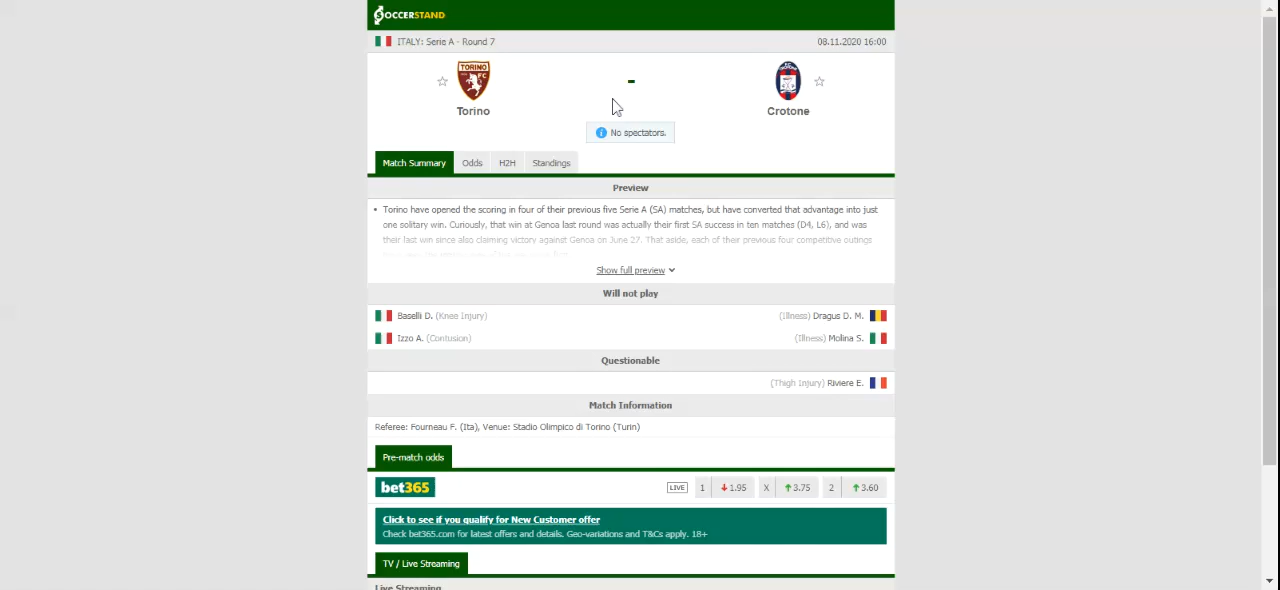 SOCCERSTAND
ITALY: Serie A - Round 7
08.11.2020 16:00
TORINO
FC
-
Torino
Crotone
No spectators.
Match Summary
Odds
H2H
Standings
Preview
• Torino have opened the scoring in four of their previous five Serie A (SA) matches, but have converted that advantage into just
one solitary win. Curiously, that win at Genoa last round was actually their first SA success in ten matches (D4, L6), and was
their last win since also claiming victory against Genoa on June 27. That aside, each of their previous four competitive outings
Show full preview
Will not play
Baselli D. (Knee Injury)
(Illness) Dragus D. M.
Izzo A. (Contusion)
(Illness) Molina S.
Questionable
(Thigh Injury) Riviere E.
Match Information
Referee: Fourneau F. (Ita), Venue: Stadio Olimpico di Torino (Turin)
Pre-match odds
bet365
LIVE
1 1.95 X 3.75 2 3.60
Click to see if you qualify for New Customer offer
Check bet365.com for latest offers and details. Geo-variations and T&Cs apply. 18+
TV / Live Streaming
Live Streaming